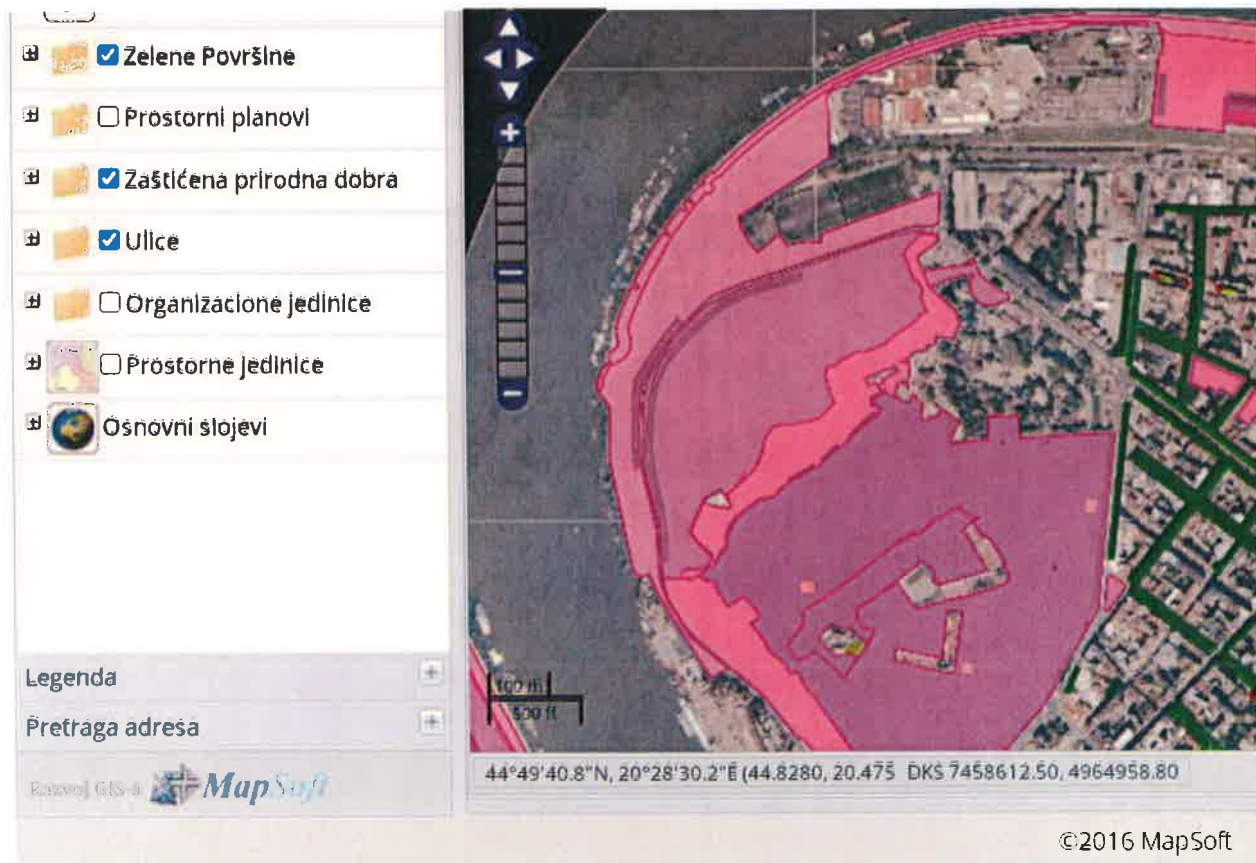 Zelene Površine
Prostorni planovi
Zaštićena prirodna dobra
Ulice
Organizacione jedinice
Prostorne jedinice
Osnovni slojevi
Legenda
Pretraga adresa
Razvoj GIS-a MapSoft
100 m
500 ft
44°49'40.8"N, 20°28'30.2"E (44.8280, 20.475 DKS 7458612.50, 4964958.80
©2016 MapSoft